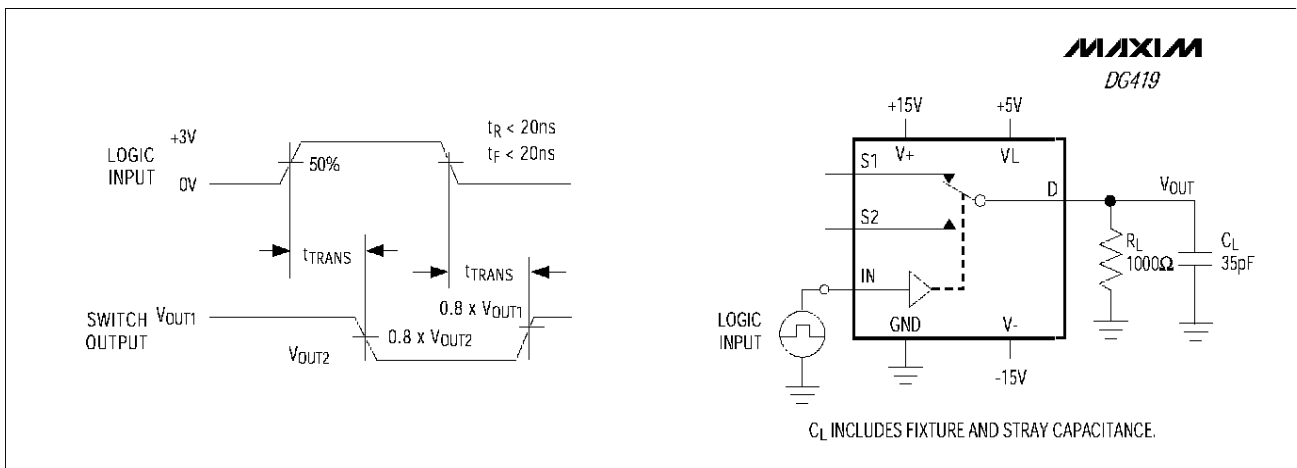 MAXIM
DG419
+3V
LOGIC
INPUT
0V
50%
tR < 20ns
tF < 20ns
tTRANS
tTRANS
SWITCH
OUTPUT
VOUT1
VOUT2
0.8 x VOUT2
0.8 x VOUT1
+15V
+5V
V+
VL
S1
S2
D
VOUT
RL
1000Ω
CL
35pF
IN
LOGIC
INPUT
GND
V-
-15V
CL INCLUDES FIXTURE AND STRAY CAPACITANCE.